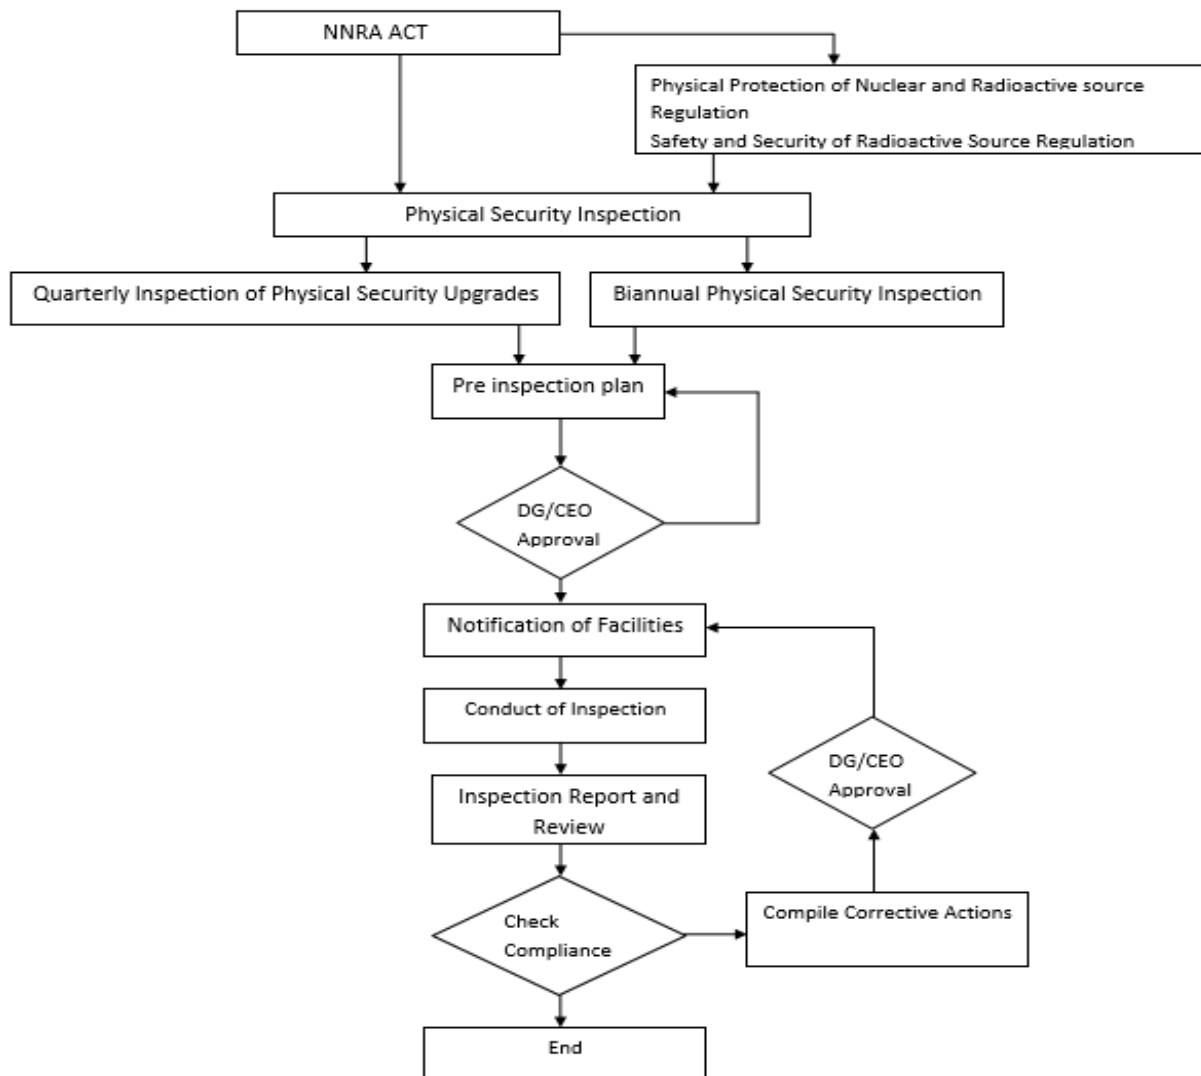 NNRA ACT
Physical Protection of Nuclear and Radioactive source
Regulation
Safety and Security of Radioactive Source Regulation
Physical Security Inspection
Quarterly Inspection of Physical Security Upgrades
Biannual Physical Security Inspection
Pre inspection plan
DG/CEO
Approval
Notification of Facilities
Conduct of Inspection
DG/CEO
Approval
Inspection Report and
Review
Check
Compliance
Compile Corrective Actions
End